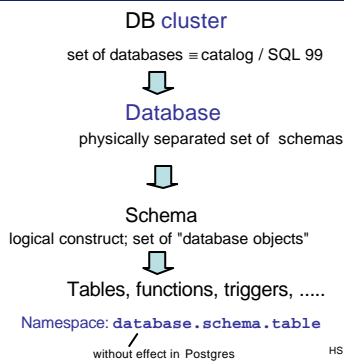 DB cluster
set of databases ≡ catalog / SQL 99
Database
physically separated set of schemas
Schema
logical construct; set of "database objects"
Tables, functions, triggers, .....
Namespace: database.schema.table
without effect in Postgres
HS